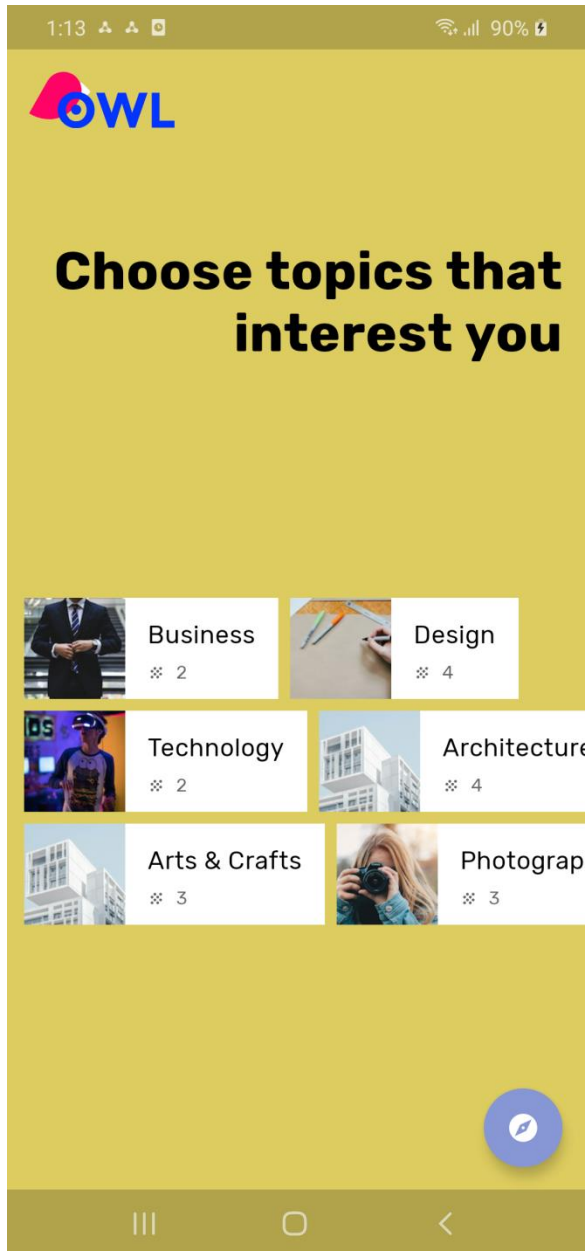 1:13
90%
OWL
Choose topics that
interest you
Business
2
Design
4
Technology
2
Architecture
4
Arts & Crafts
3
Photograp
3